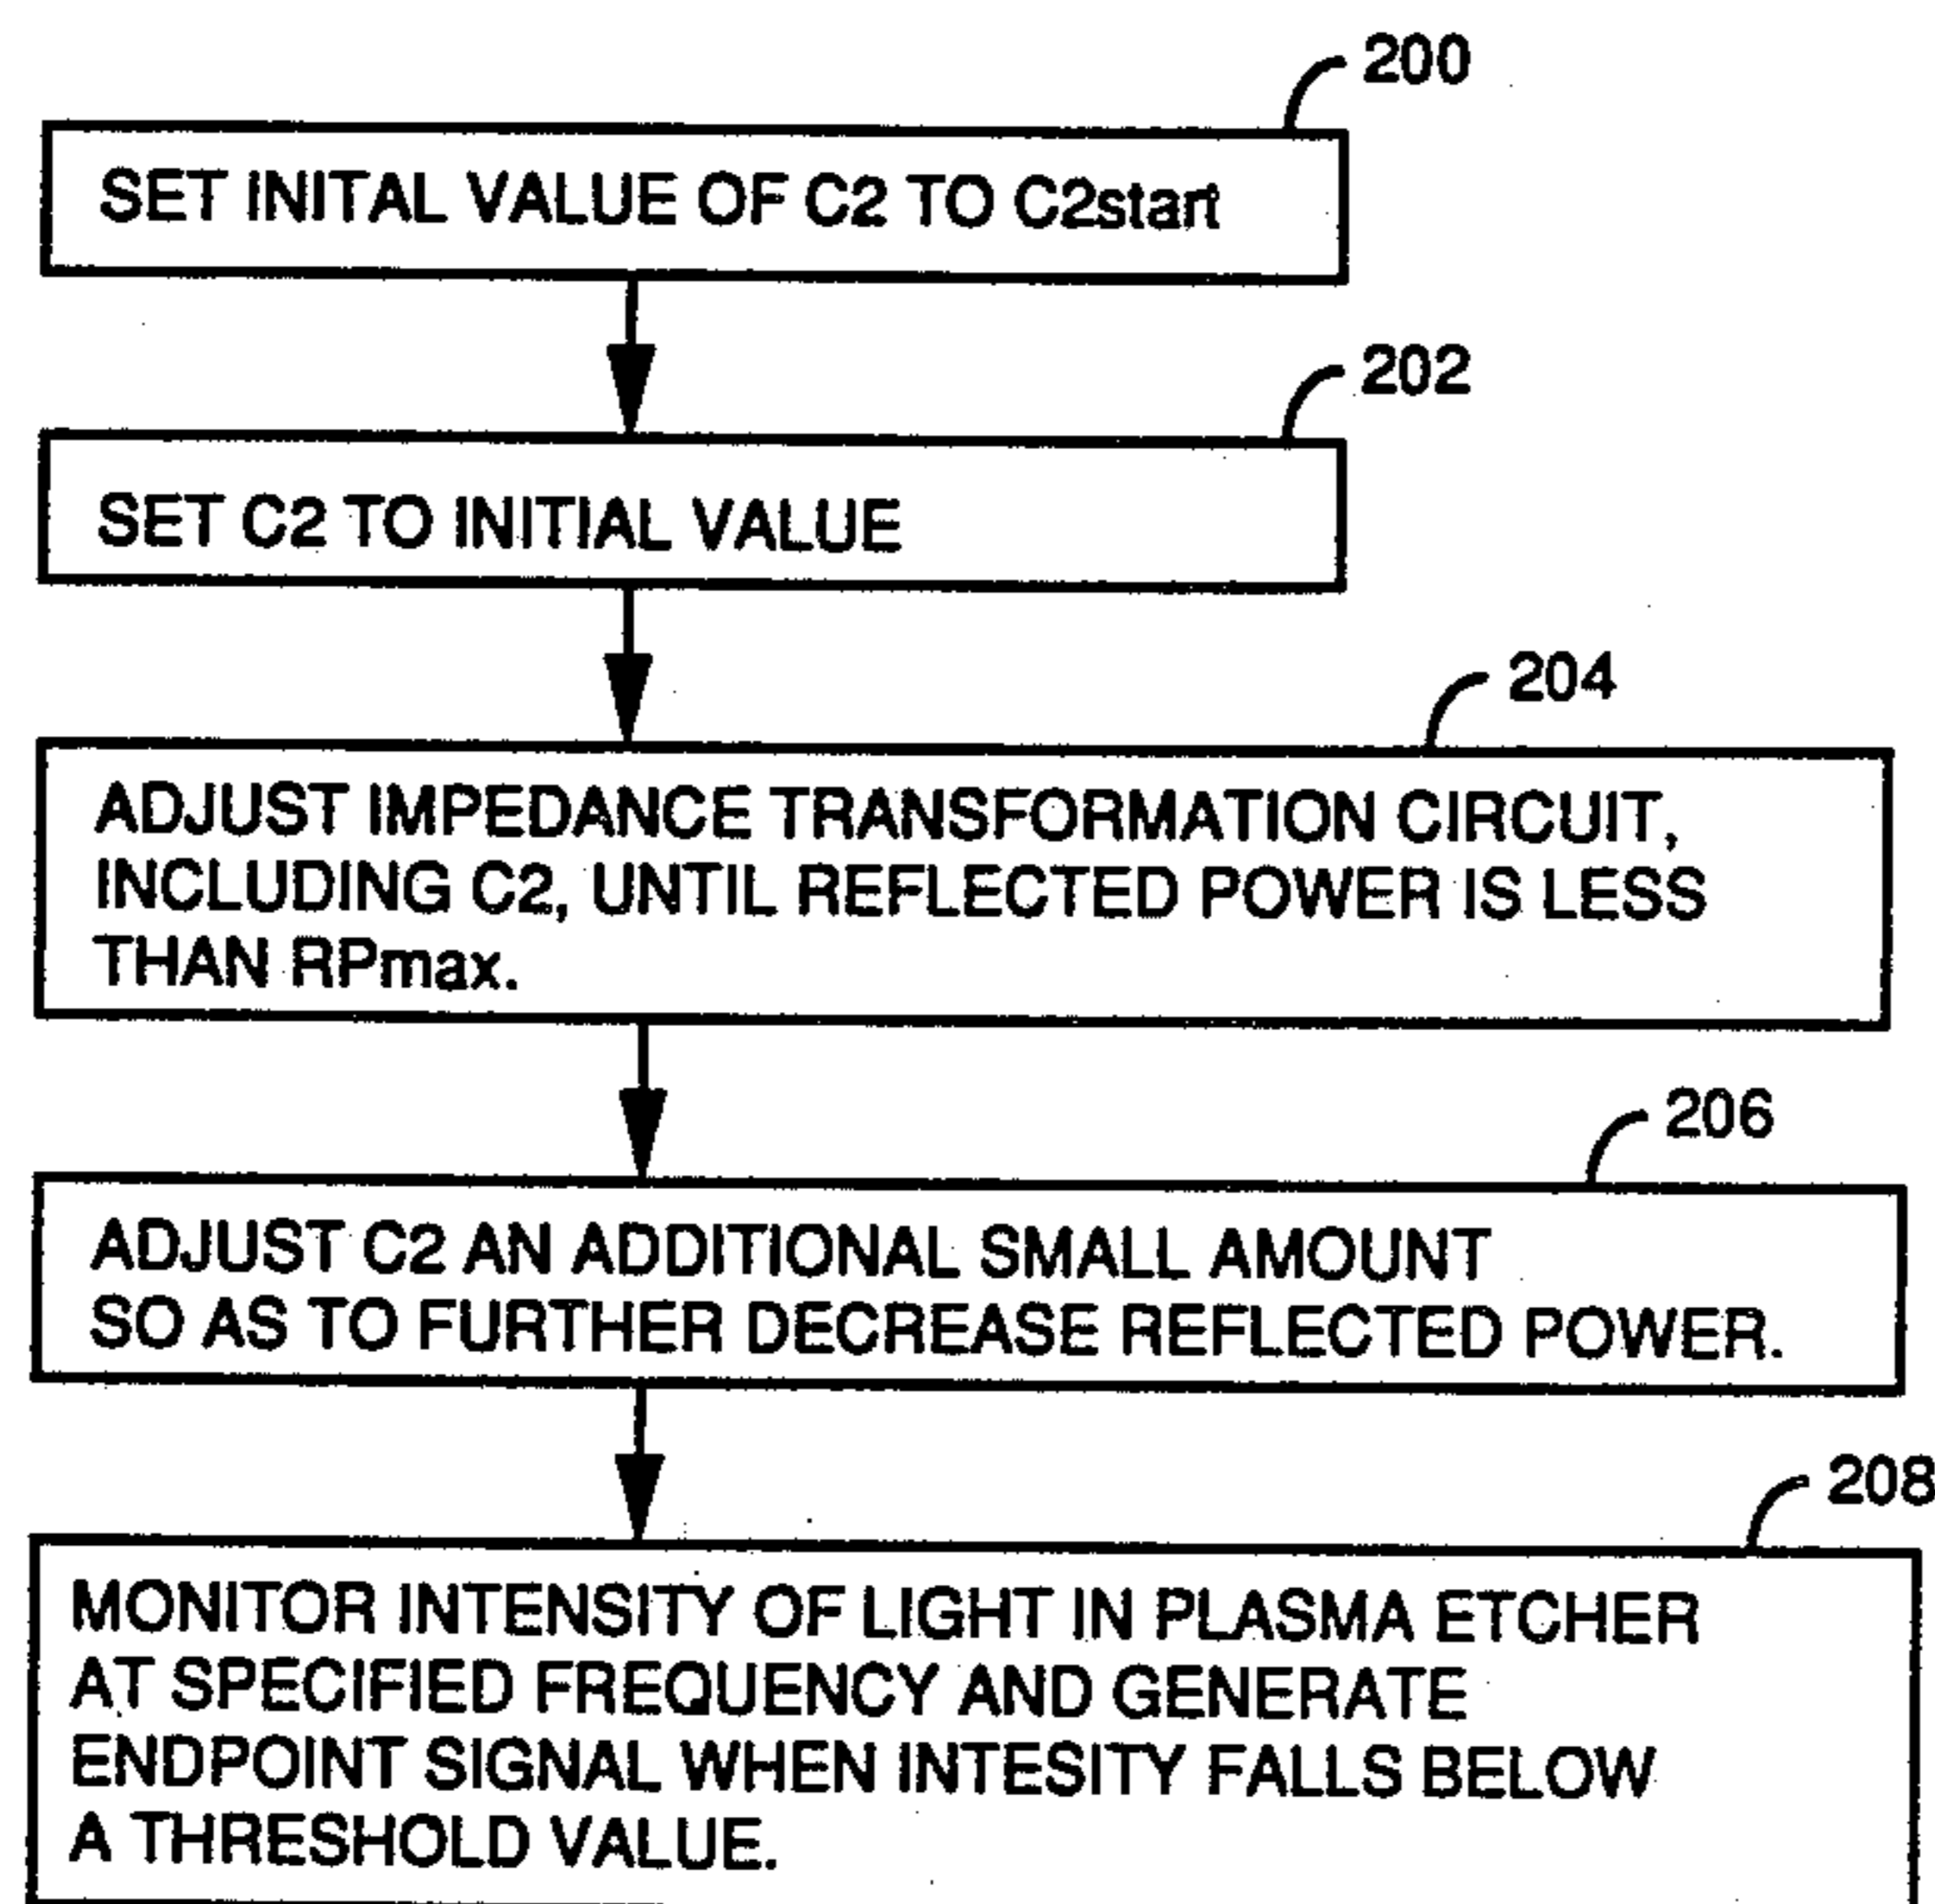 200
SET INITAL VALUE OF C2 TO C2start
202
SET C2 TO INITIAL VALUE
204
ADJUST IMPEDANCE TRANSFORMATION CIRCUIT,
INCLUDING C2, UNTIL REFLECTED POWER IS LESS
THAN RPmax.
206
ADJUST C2 AN ADDITIONAL SMALL AMOUNT
SO AS TO FURTHER DECREASE REFLECTED POWER.
208
MONITOR INTENSITY OF LIGHT IN PLASMA ETCHER
AT SPECIFIED FREQUENCY AND GENERATE
ENDPOINT SIGNAL WHEN INTESITY FALLS BELOW
A THRESHOLD VALUE.